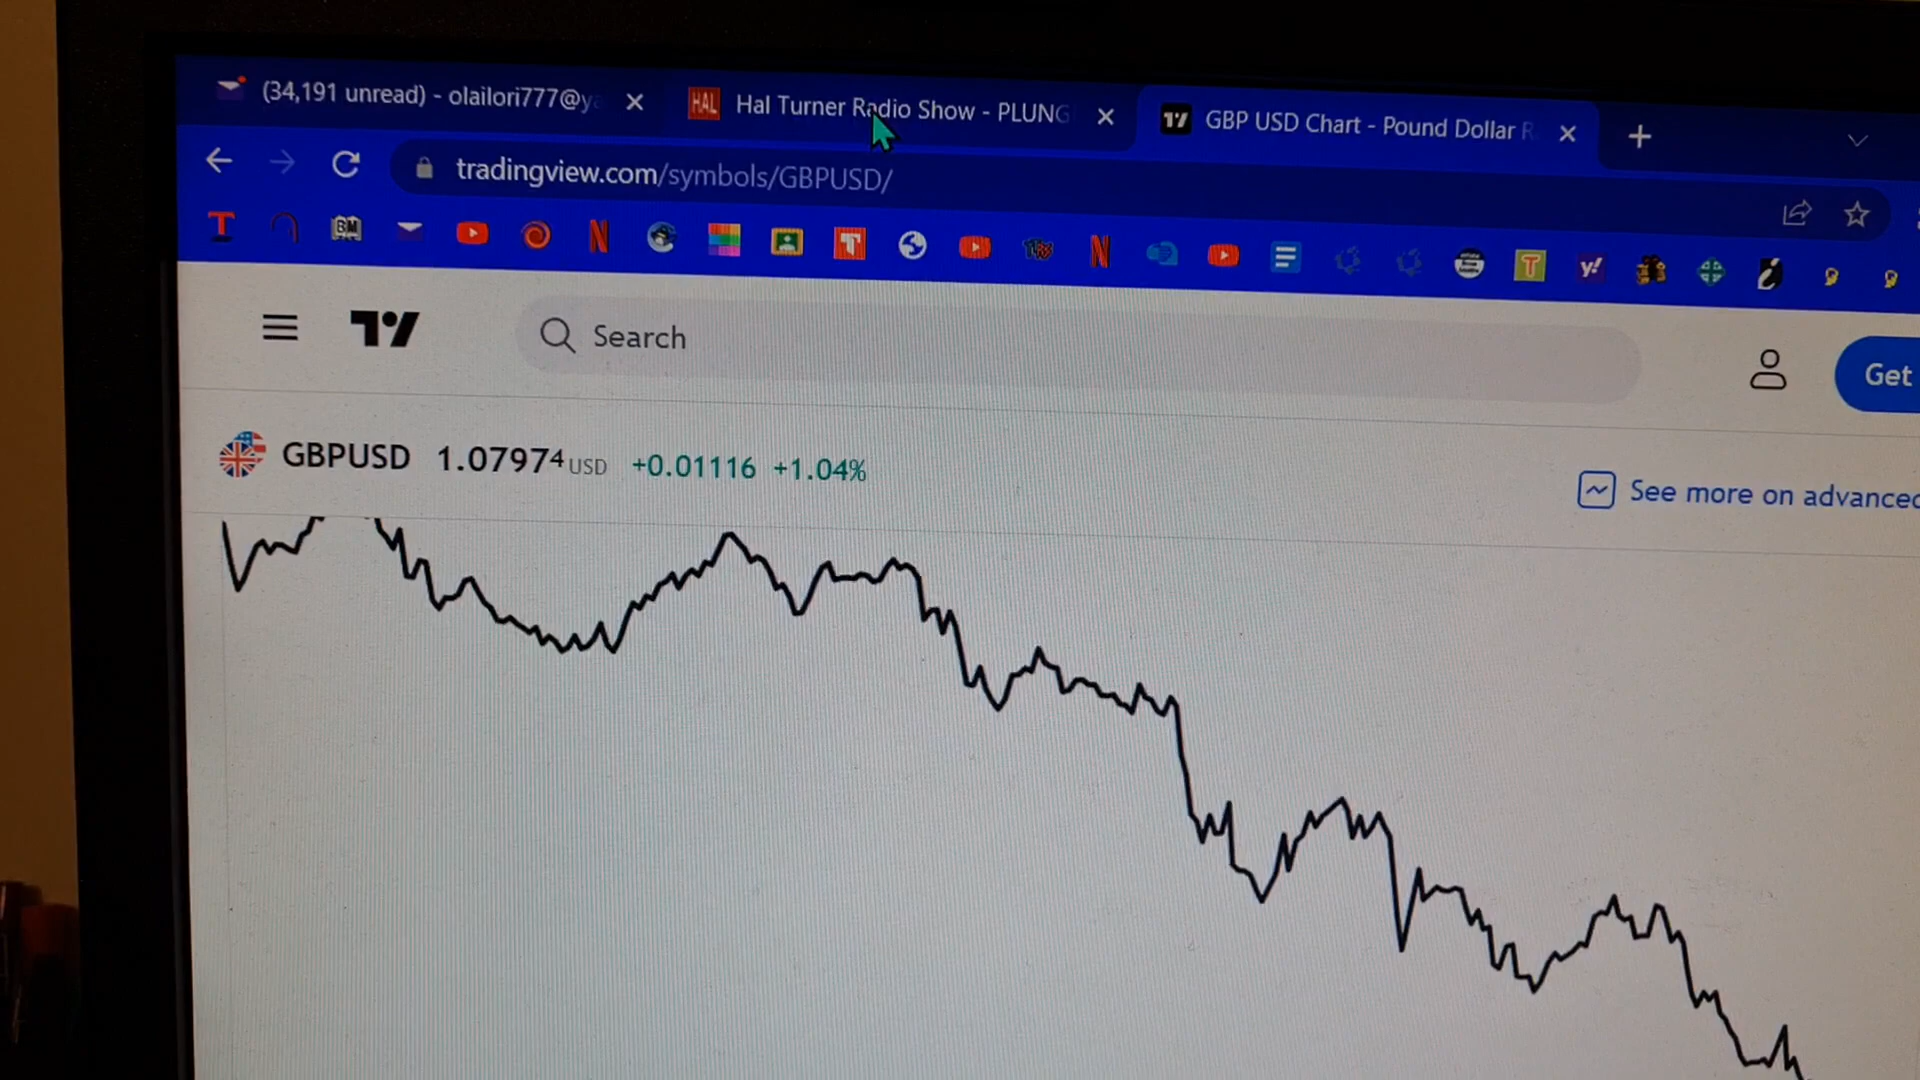 (34,191 unread) - olailori777@y
Hal Turner Radio Show - PLUNG
GBP USD Chart - Pound Dollar R
tradingview.com/symbols/GBPUSD/
Search
Get
GBPUSD 1.07974 USD +0.01116 +1.04%
See more on advanced